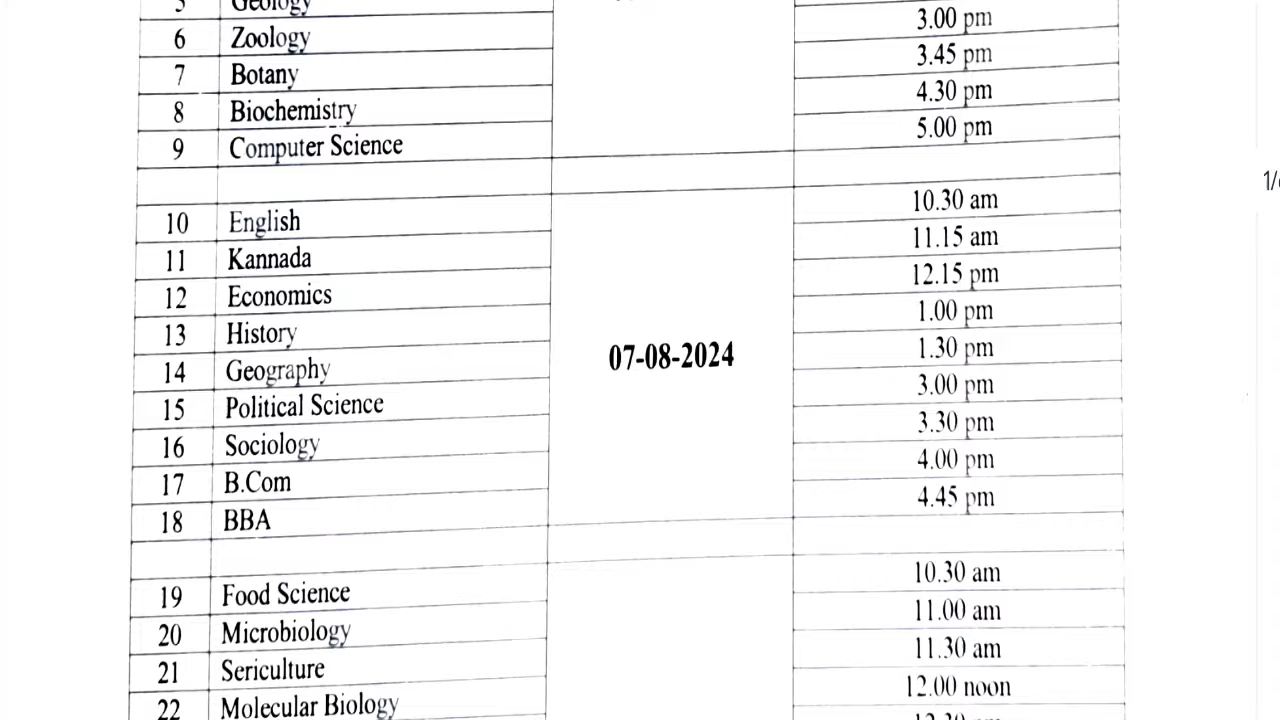 5 Geology
6 Zoology 3.00 pm
7 Botany 3.45 pm
8 Biochemistry 4.30 pm
9 Computer Science 5.00 pm
10 English 10.30 am
11 Kannada 11.15 am
12 Economics 12.15 pm
13 History 1.00 pm
14 Geography 07-08-2024 1.30 pm
15 Political Science 3.00 pm
16 Sociology 3.30 pm
17 B.Com 4.00 pm
18 BBA 4.45 pm
19 Food Science 10.30 am
20 Microbiology 11.00 am
21 Sericulture 11.30 am
22 Molecular Biology 12.00 noon